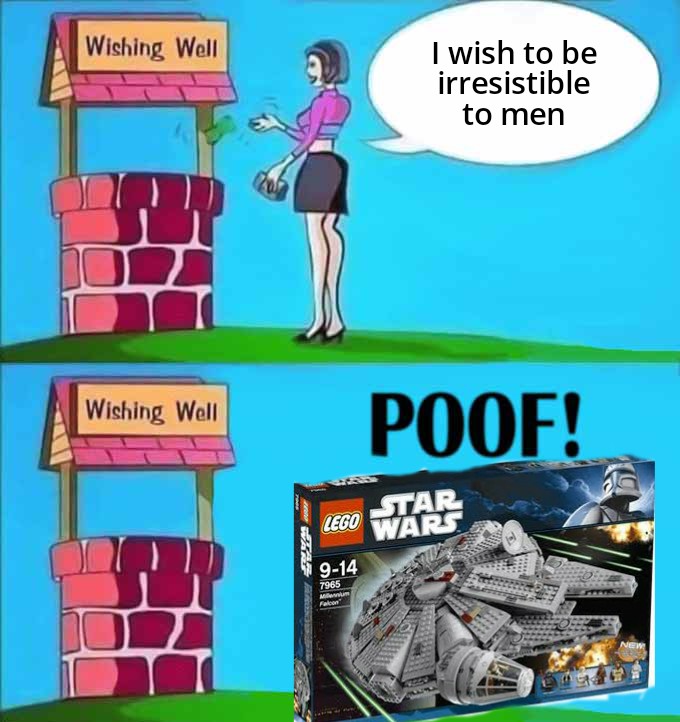 Wishing Well
I wish to be
irresistible
to men
Wishing Well
POOF!
LEGO
STAR
WARS
9-14
7965
Millennium
Falcon
NEW